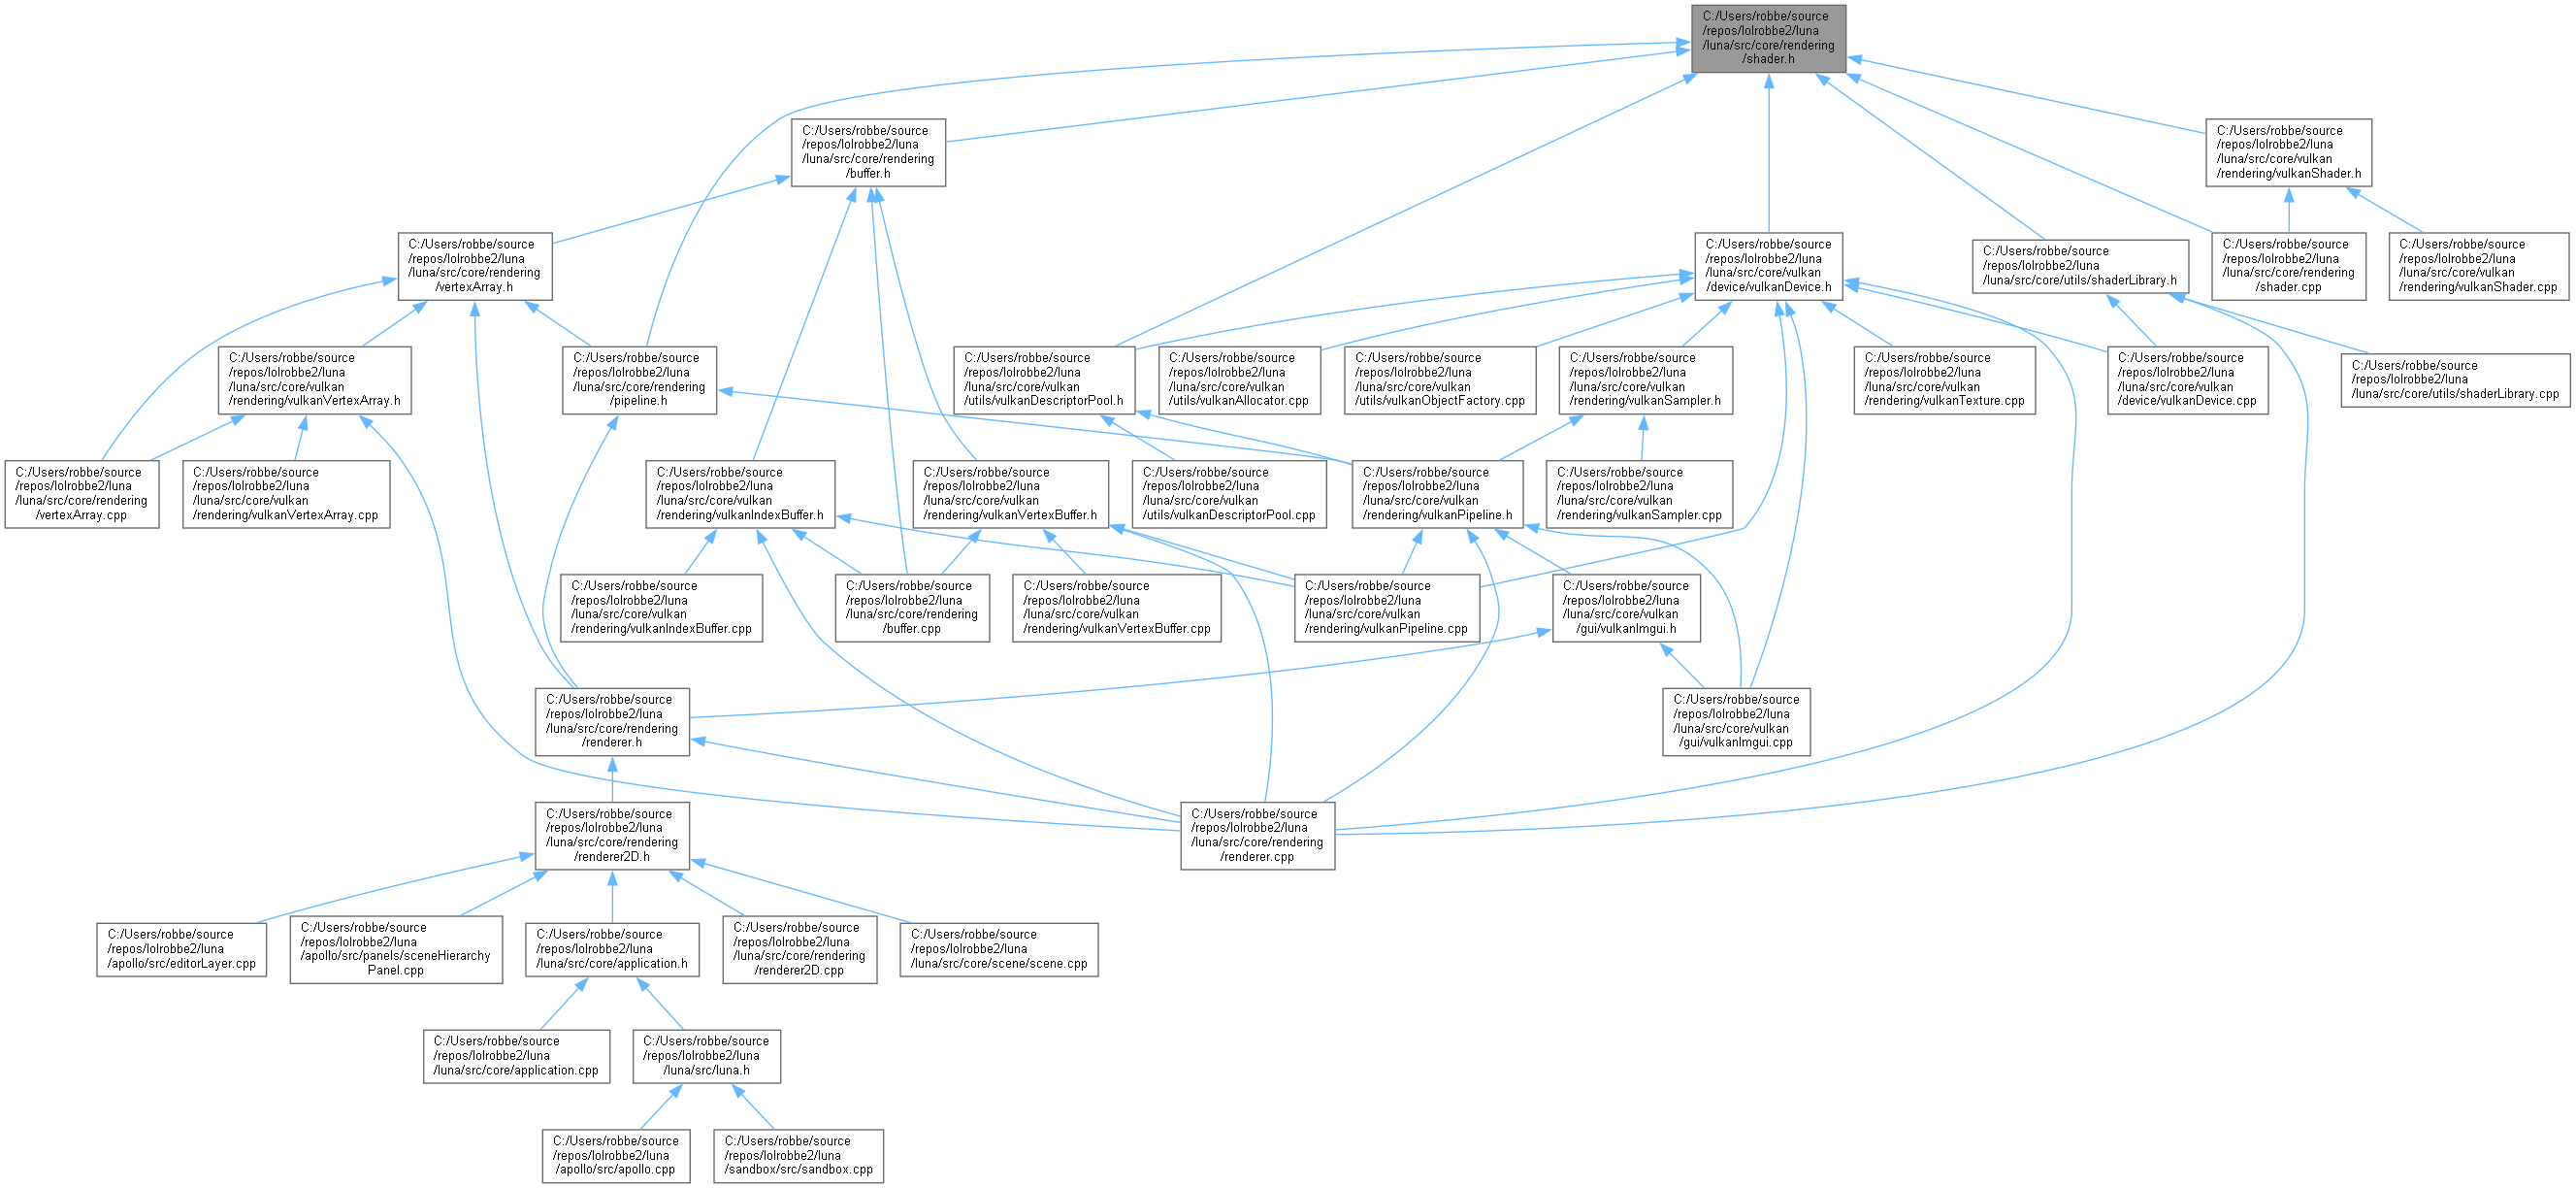 C:/Users/robbe/source
/repos/lolrobbe2/luna
/luna/src/core/rendering
/shader.h
C:/Users/robbe/source
/repos/lolrobbe2/luna
/luna/src/core/rendering
/buffer.h
C:/Users/robbe/source
/repos/lolrobbe2/luna
/luna/src/core/vulkan
/rendering/vulkanShader.h
C:/Users/robbe/source
/repos/lolrobbe2/luna
/luna/src/core/rendering
/vertexArray.h
C:/Users/robbe/source
/repos/lolrobbe2/luna
/luna/src/core/vulkan
/device/vulkanDevice.h
C:/Users/robbe/source
/repos/lolrobbe2/luna
/luna/src/core/utils/shaderLibrary.h
C:/Users/robbe/source
/repos/lolrobbe2/luna
/luna/src/core/rendering
/shader.cpp
C:/Users/robbe/source
/repos/lolrobbe2/luna
/luna/src/core/vulkan
/rendering/vulkanShader.cpp
C:/Users/robbe/source
/repos/lolrobbe2/luna
/luna/src/core/vulkan
/rendering/vulkanVertexArray.h
C:/Users/robbe/source
/repos/lolrobbe2/luna
/luna/src/core/rendering
/pipeline.h
C:/Users/robbe/source
/repos/lolrobbe2/luna
/luna/src/core/vulkan
/utils/vulkanDescriptorPool.h
C:/Users/robbe/source
/repos/lolrobbe2/luna
/luna/src/core/vulkan
/utils/vulkanAllocator.cpp
C:/Users/robbe/source
/repos/lolrobbe2/luna
/luna/src/core/vulkan
/utils/vulkanObjectFactory.cpp
C:/Users/robbe/source
/repos/lolrobbe2/luna
/luna/src/core/vulkan
/rendering/vulkanSampler.h
C:/Users/robbe/source
/repos/lolrobbe2/luna
/luna/src/core/vulkan
/rendering/vulkanTexture.cpp
C:/Users/robbe/source
/repos/lolrobbe2/luna
/luna/src/core/vulkan
/device/vulkanDevice.cpp
C:/Users/robbe/source
/repos/lolrobbe2/luna
/luna/src/core/utils/shaderLibrary.cpp
C:/Users/robbe/source
/repos/lolrobbe2/luna
/luna/src/core/rendering
/vertexArray.cpp
C:/Users/robbe/source
/repos/lolrobbe2/luna
/luna/src/core/vulkan
/rendering/vulkanVertexArray.cpp
C:/Users/robbe/source
/repos/lolrobbe2/luna
/luna/src/core/vulkan
/rendering/vulkanIndexBuffer.h
C:/Users/robbe/source
/repos/lolrobbe2/luna
/luna/src/core/vulkan
/rendering/vulkanVertexBuffer.h
C:/Users/robbe/source
/repos/lolrobbe2/luna
/luna/src/core/vulkan
/utils/vulkanDescriptorPool.cpp
C:/Users/robbe/source
/repos/lolrobbe2/luna
/luna/src/core/vulkan
/rendering/vulkanPipeline.h
C:/Users/robbe/source
/repos/lolrobbe2/luna
/luna/src/core/vulkan
/rendering/vulkanSampler.cpp
C:/Users/robbe/source
/repos/lolrobbe2/luna
/luna/src/core/vulkan
/rendering/vulkanIndexBuffer.cpp
C:/Users/robbe/source
/repos/lolrobbe2/luna
/luna/src/core/rendering
/buffer.cpp
C:/Users/robbe/source
/repos/lolrobbe2/luna
/luna/src/core/vulkan
/rendering/vulkanVertexBuffer.cpp
C:/Users/robbe/source
/repos/lolrobbe2/luna
/luna/src/core/vulkan
/rendering/vulkanPipeline.cpp
C:/Users/robbe/source
/repos/lolrobbe2/luna
/luna/src/core/vulkan
/gui/vulkanImgui.h
C:/Users/robbe/source
/repos/lolrobbe2/luna
/luna/src/core/rendering
/renderer.h
C:/Users/robbe/source
/repos/lolrobbe2/luna
/luna/src/core/vulkan
/gui/vulkanImgui.cpp
C:/Users/robbe/source
/repos/lolrobbe2/luna
/luna/src/core/rendering
/renderer2D.h
C:/Users/robbe/source
/repos/lolrobbe2/luna
/luna/src/core/rendering
/renderer.cpp
C:/Users/robbe/source
/repos/lolrobbe2/luna
/apollo/src/editorLayer.cpp
C:/Users/robbe/source
/repos/lolrobbe2/luna
/apollo/src/panels/sceneHierarchy
Panel.cpp
C:/Users/robbe/source
/repos/lolrobbe2/luna
/luna/src/core/application.h
C:/Users/robbe/source
/repos/lolrobbe2/luna
/luna/src/core/rendering
/renderer2D.cpp
C:/Users/robbe/source
/repos/lolrobbe2/luna
/luna/src/core/scene/scene.cpp
C:/Users/robbe/source
/repos/lolrobbe2/luna
/luna/src/core/application.cpp
C:/Users/robbe/source
/repos/lolrobbe2/luna
/luna/src/luna.h
C:/Users/robbe/source
/repos/lolrobbe2/luna
/apollo/src/apollo.cpp
C:/Users/robbe/source
/repos/lolrobbe2/luna
/sandbox/src/sandbox.cpp